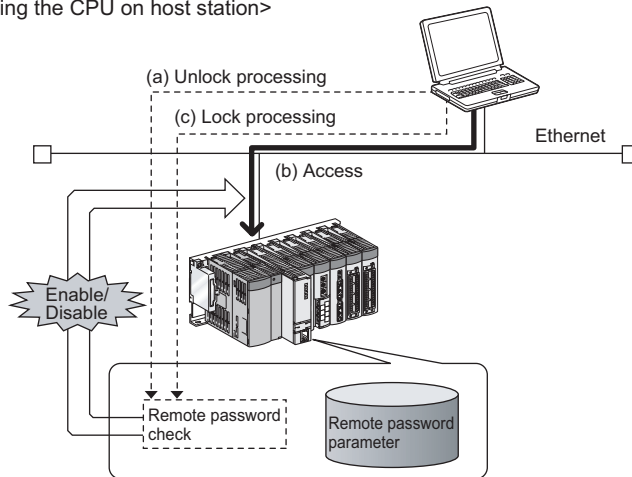 ing the CPU on host station>
(a) Unlock processing
(c) Lock processing
Ethernet
(b) Access
Enable/
Disable
Remote password
check
Remote password
parameter